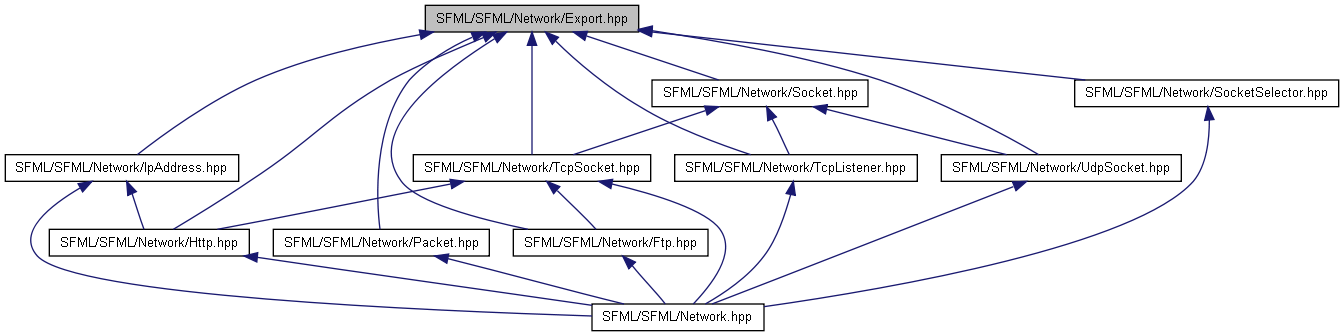 SFML/SFML/Network/Export.hpp
SFML/SFML/Network/Socket.hpp
SFML/SFML/Network/SocketSelector.hpp
SFML/SFML/Network/IpAddress.hpp
SFML/SFML/Network/TcpSocket.hpp
SFML/SFML/Network/TcpListener.hpp
SFML/SFML/Network/UdpSocket.hpp
SFML/SFML/Network/Http.hpp
SFML/SFML/Network/Packet.hpp
SFML/SFML/Network/Ftp.hpp
SFML/SFML/Network.hpp